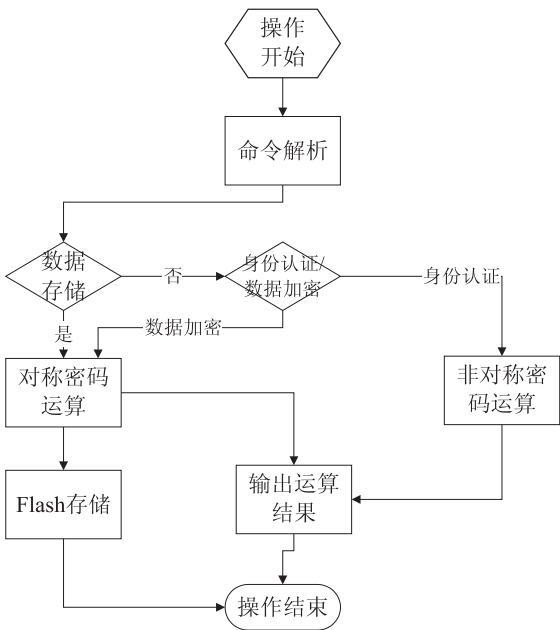 操作
开始
命令解析
数据
存储
否
身份认证/
数据加密
身份认证
是
数据加密
对称密码
运算
非对称密
码运算
Flash存储
输出运算
结果
操作结束